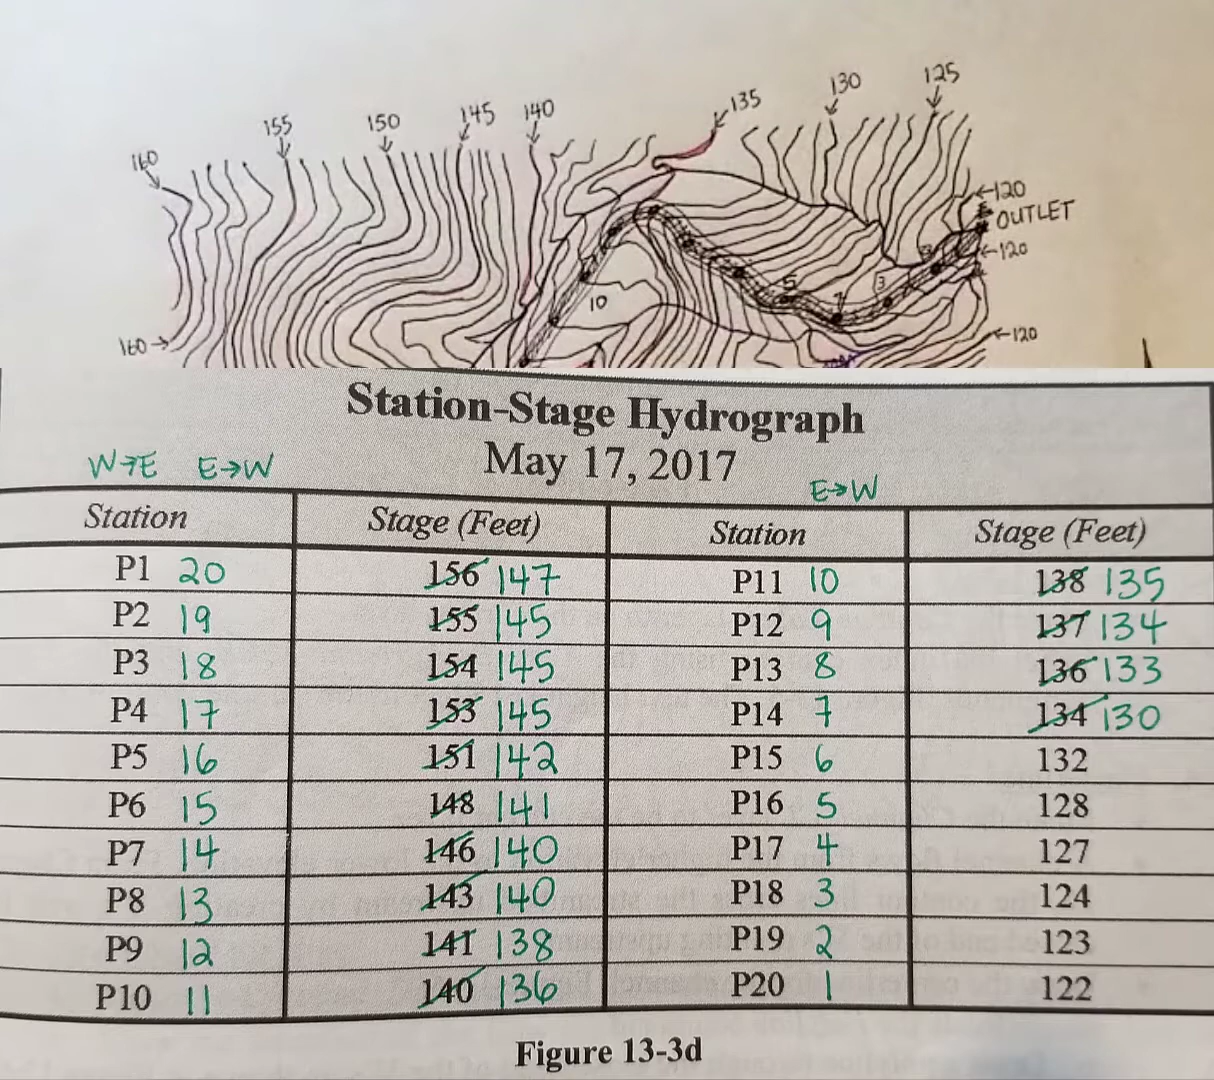 155 150 145 140 135 130 125
160
120
OUTLET
120
5
3
10
160 120
Station-Stage Hydrograph
May 17, 2017
W→E E→W
E→W
Station Stage (Feet) Station Stage (Feet)
P1 20 156 147 P11 10 138 135
P2 19 155 145 P12 9 137 134
P3 18 154 145 P13 8 136 133
P4 17 153 145 P14 7 134 130
P5 16 151 142 P15 6 132
P6 15 148 141 P16 5 128
P7 14 146 140 P17 4 127
P8 13 143 140 P18 3 124
P9 12 141 138 P19 2 123
P10 11 140 136 P20 1 122
Figure 13-3d